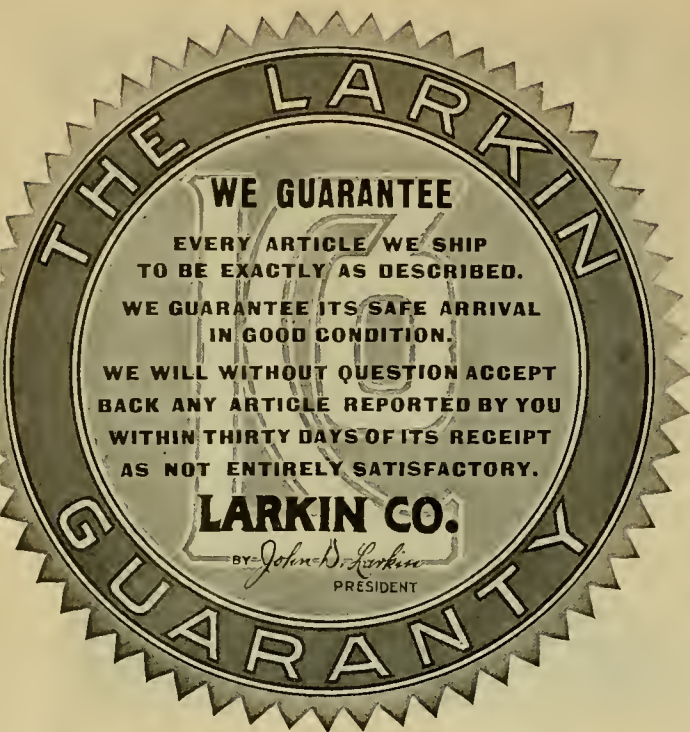 THE LARKIN
WE GUARANTEE
EVERY ARTICLE WE SHIP
TO BE EXACTLY AS DESCRIBED.
WE GUARANTEE ITS SAFE ARRIVAL
IN GOOD CONDITION.
WE WILL WITHOUT QUESTION ACCEPT
BACK ANY ARTICLE REPORTED BY YOU
WITHIN THIRTY DAYS OF ITS RECEIPT
AS NOT ENTIRELY SATISFACTORY.
LARKIN CO.
BY=John=D.Larkin
PRESIDENT
GUARANTY